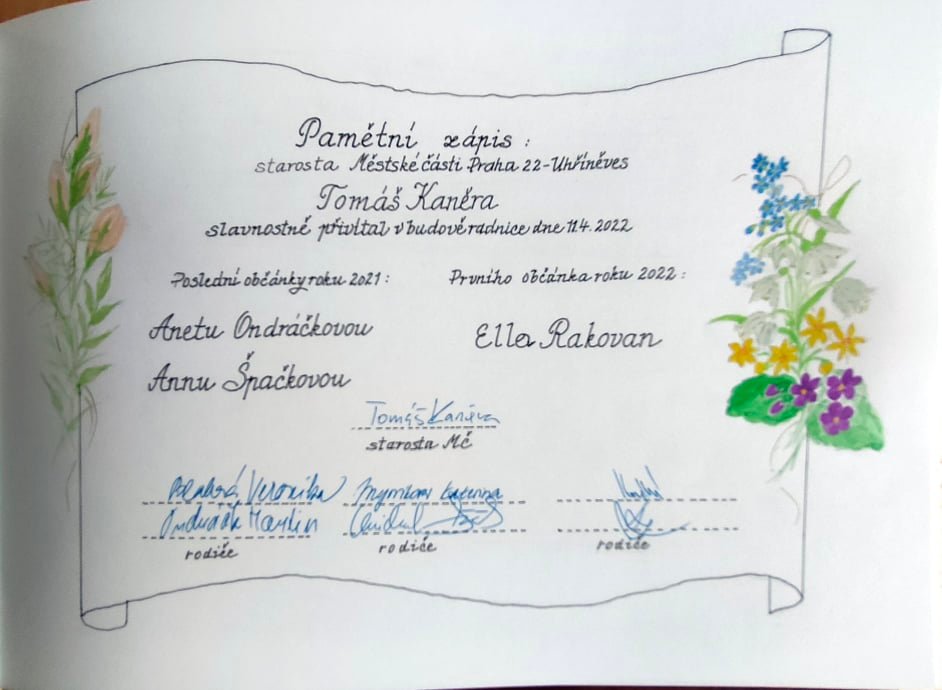 Pamětní zápis :
starosta Městské části Praha 22-Uhříněves
Tomáš Kaněra
slavnostně přivítal v budově radnice dne 11.4.2022
Poslední občánky roku 2021 :
Anetu Ondráčkovou
Annu Špačkovou
Prvního občánka roku 2022 :
Ella Rakovan
Tomáš Kaněra
starosta MČ
Veronika
Martin
rodiče
rodiče
rodiče